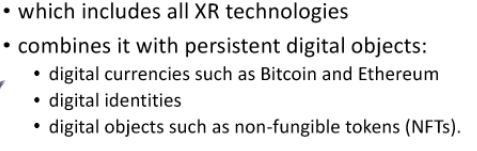 • which includes all XR technologies
• combines it with persistent digital objects:
• digital currencies such as Bitcoin and Ethereum
• digital identities
• digital objects such as non-fungible tokens (NFTs).